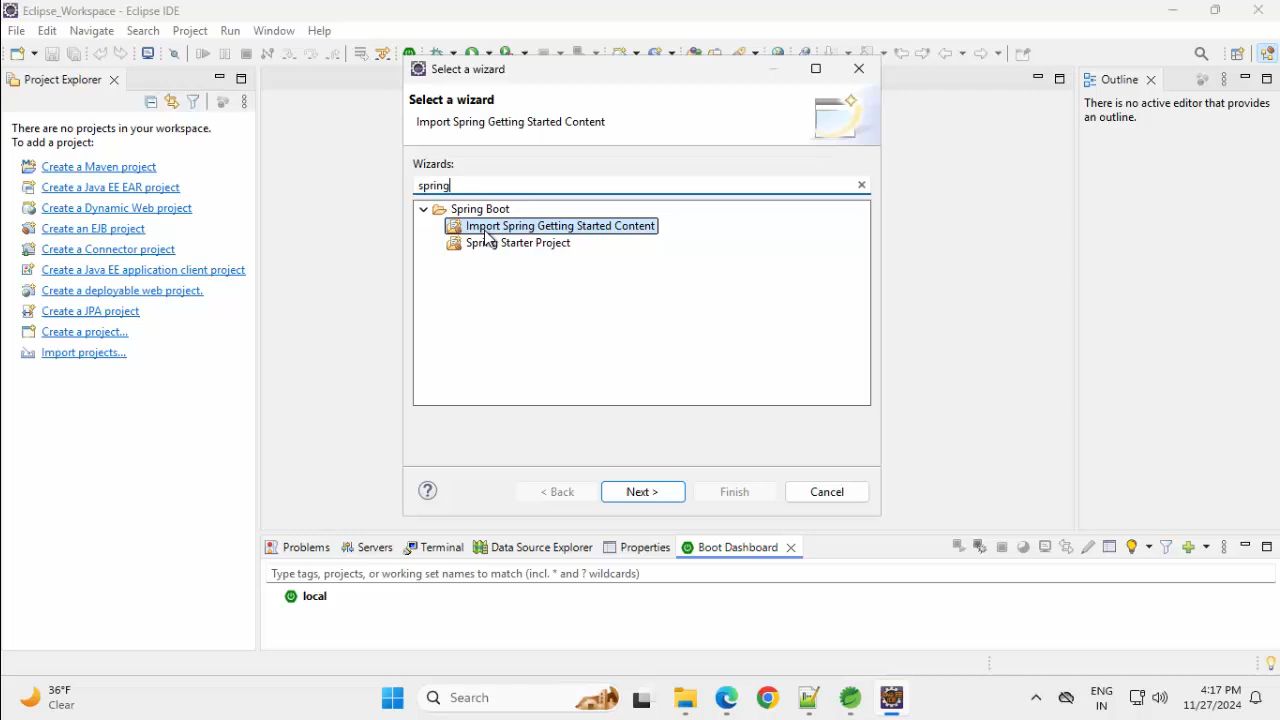 Eclipse_Workspace - Eclipse IDE
File Edit Navigate Search Project Run Window Help
Project Explorer
There are no projects in your workspace.
To add a project:
Create a Maven project
Create a Java EE EAR project
Create a Dynamic Web project
Create an EJB project
Create a Connector project
Create a Java EE application client project
Create a deployable web project.
Create a JPA project
Create a project...
Import projects...
Select a wizard
Select a wizard
Import Spring Getting Started Content
Wizards:
spring
Spring Boot
Import Spring Getting Started Content
Spring Starter Project
< Back Next > Finish Cancel
Outline
There is no active editor that provides
an outline.
Problems Servers Terminal Data Source Explorer Properties Boot Dashboard
Type tags, projects, or working set names to match (incl. * and ? wildcards)
local
36°F
Clear
Search
ENG
IN
4:17 PM
11/27/2024